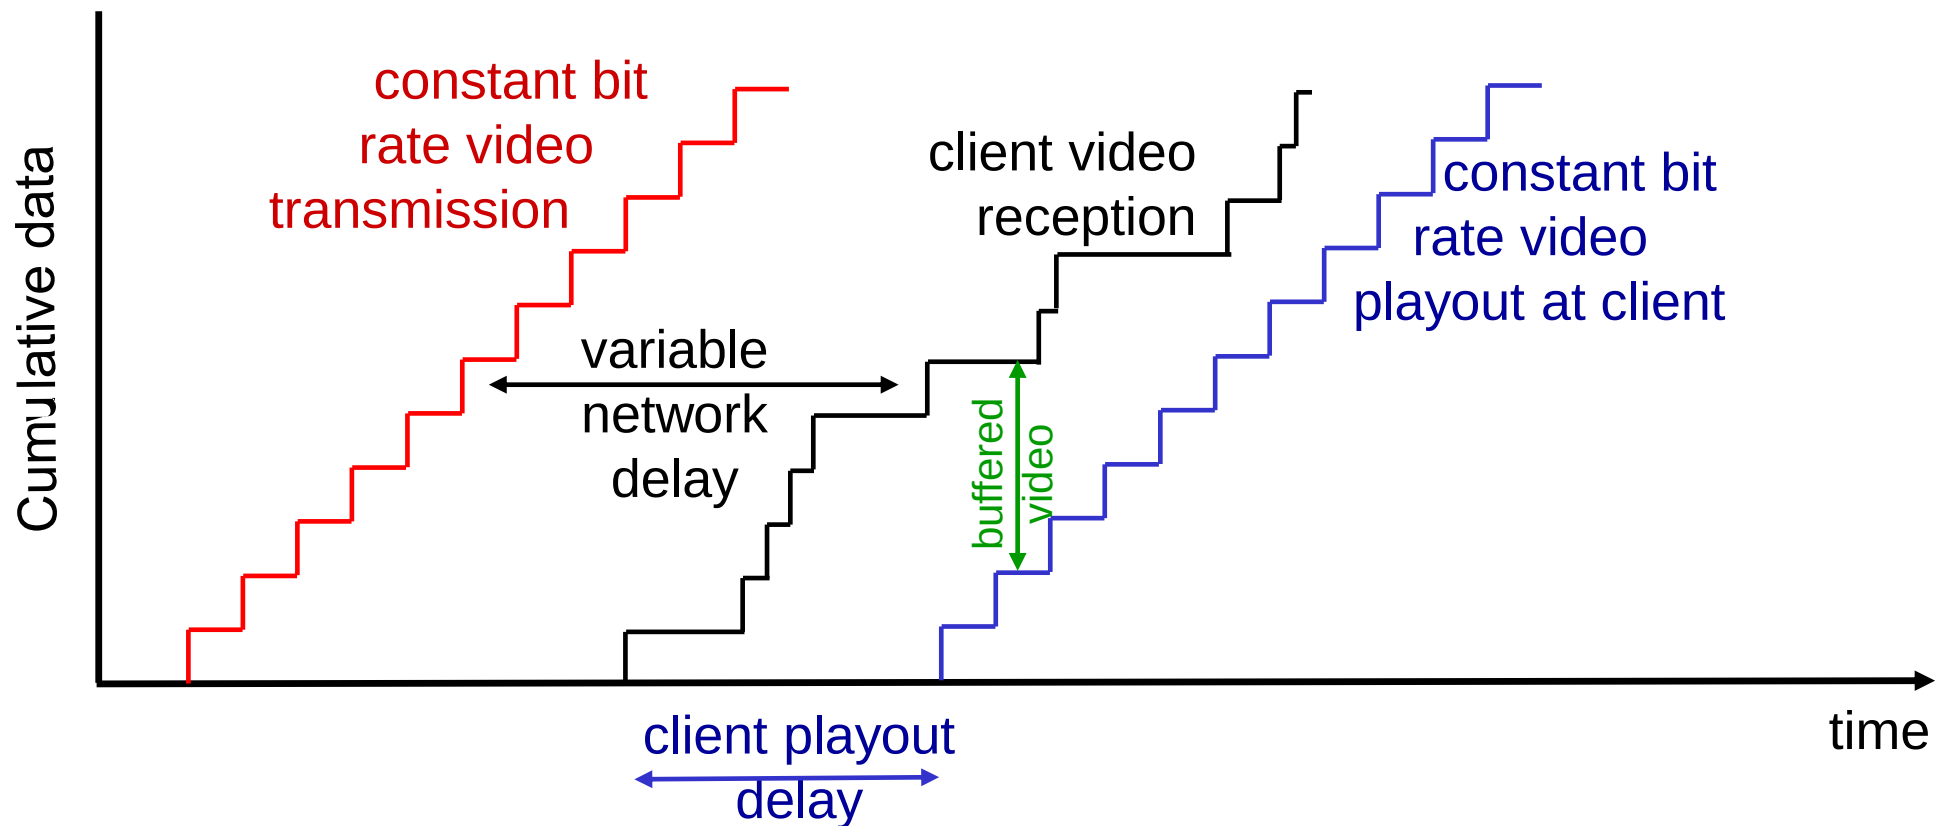 constant bit
rate video
transmission
client video
reception
constant bit
rate video
playout at client
Cumulative data
variable
network
delay
buffered
video
client playout
delay
time